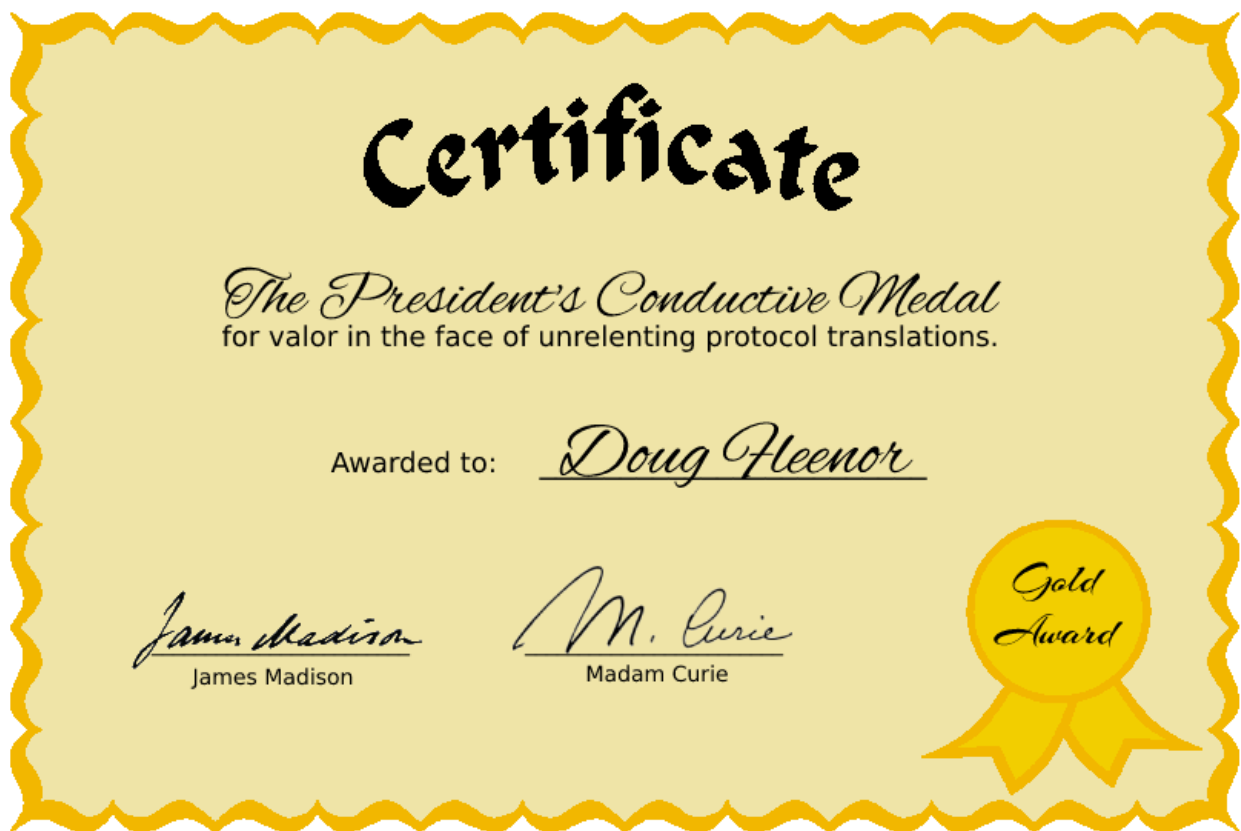 Certificate
The President's Conductive Medal
for valor in the face of unrelenting protocol translations.
Awarded to: Doug Fleenor
James Madison M. Curie
James Madison Madam Curie
Gold
Award